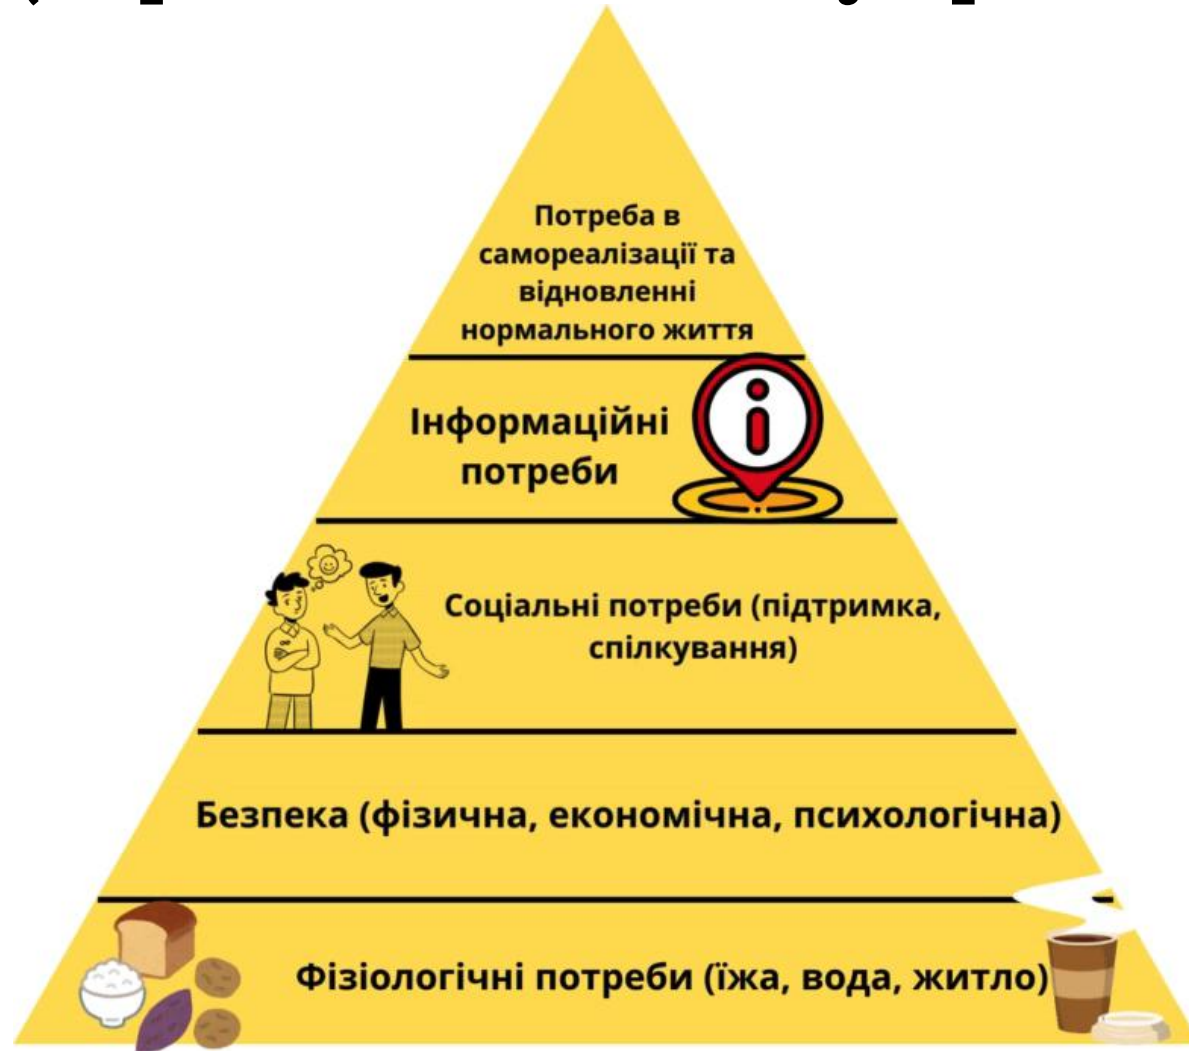 Потреба в
самореалізації та
відновленні
нормального життя
Інформаційні
потреби
Соціальні потреби (підтримка,
спілкування)
Безпека (фізична, економічна, психологічна)
Фізіологічні потреби (їжа, вода, житло)